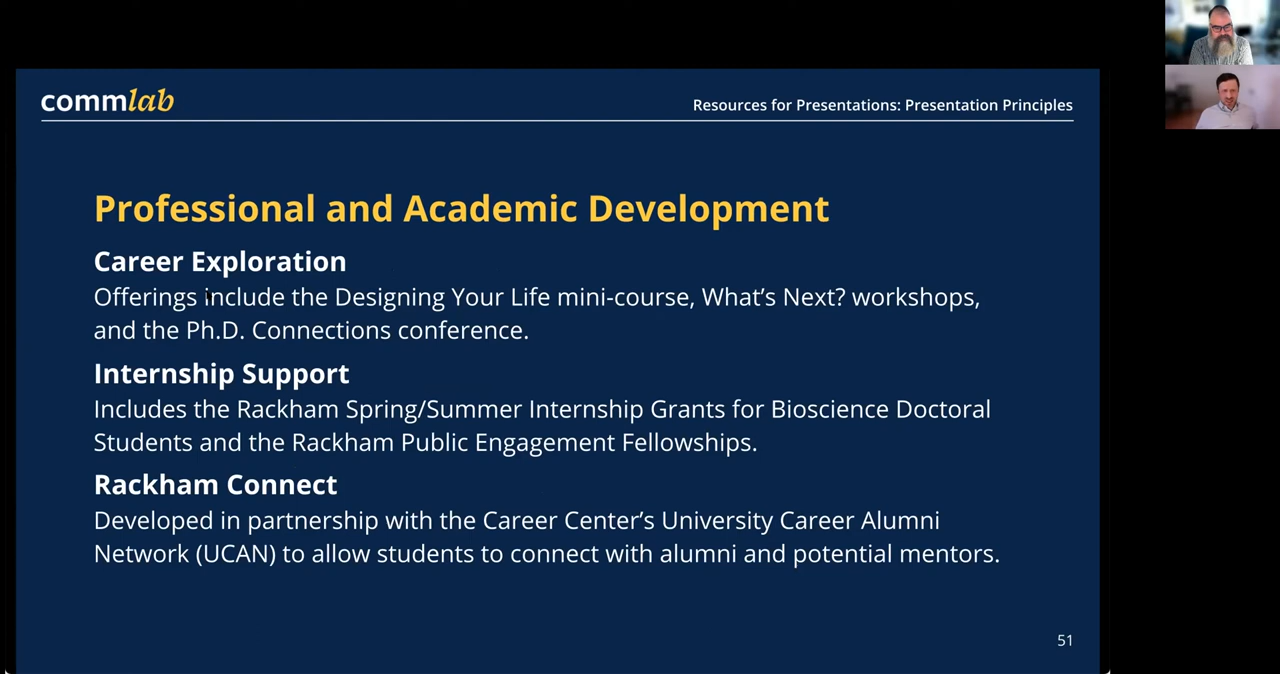 commlab
Resources for Presentations: Presentation Principles
Professional and Academic Development
Career Exploration
Offerings include the Designing Your Life mini-course, What's Next? workshops,
and the Ph.D. Connections conference.
Internship Support
Includes the Rackham Spring/Summer Internship Grants for Bioscience Doctoral
Students and the Rackham Public Engagement Fellowships.
Rackham Connect
Developed in partnership with the Career Center's University Career Alumni
Network (UCAN) to allow students to connect with alumni and potential mentors.
51